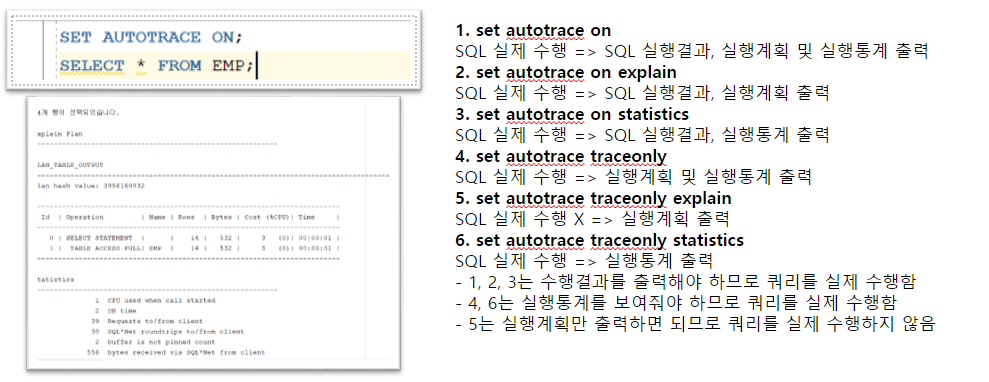 SET AUTOTRACE ON;
SELECT * FROM EMP;
4개 행이 선택되었습니다.
xplain Plan
-----------------------------------------------------------
LAN_TABLE_OUTPUT
--------------------------------------------------------------------------------
lan hash value: 3956160932
--------------------------------------------------------------------------
Id | Operation | Name | Rows | Bytes | Cost (%CPU)| Time |
--------------------------------------------------------------------------
0 | SELECT STATEMENT | | 14 | 532 | 3 (0)| 00:00:01 |
1 | TABLE ACCESS FULL| EMP | 14 | 532 | 3 (0)| 00:00:01 |
--------------------------------------------------------------------------
tatistics
-----------------------------------------------------------
1 CPU used when call started
2 DB time
39 Requests to/from client
38 SQL*Net roundtrips to/from client
2 buffer is not pinned count
556 bytes received via SQL*Net from client
1. set autotrace on
SQL 실제 수행 => SQL 실행결과, 실행계획 및 실행통계 출력
2. set autotrace on explain
SQL 실제 수행 => SQL 실행결과, 실행계획 출력
3. set autotrace on statistics
SQL 실제 수행 => SQL 실행결과, 실행통계 출력
4. set autotrace traceonly
SQL 실제 수행 => 실행계획 및 실행통계 출력
5. set autotrace traceonly explain
SQL 실제 수행 X => 실행계획 출력
6. set autotrace traceonly statistics
SQL 실제 수행 => 실행통계 출력
- 1, 2, 3는 수행결과를 출력해야 하므로 쿼리를 실제 수행함
- 4, 6는 실행통계를 보여줘야 하므로 쿼리를 실제 수행함
- 5는 실행계획만 출력하면 되므로 쿼리를 실제 수행하지 않음